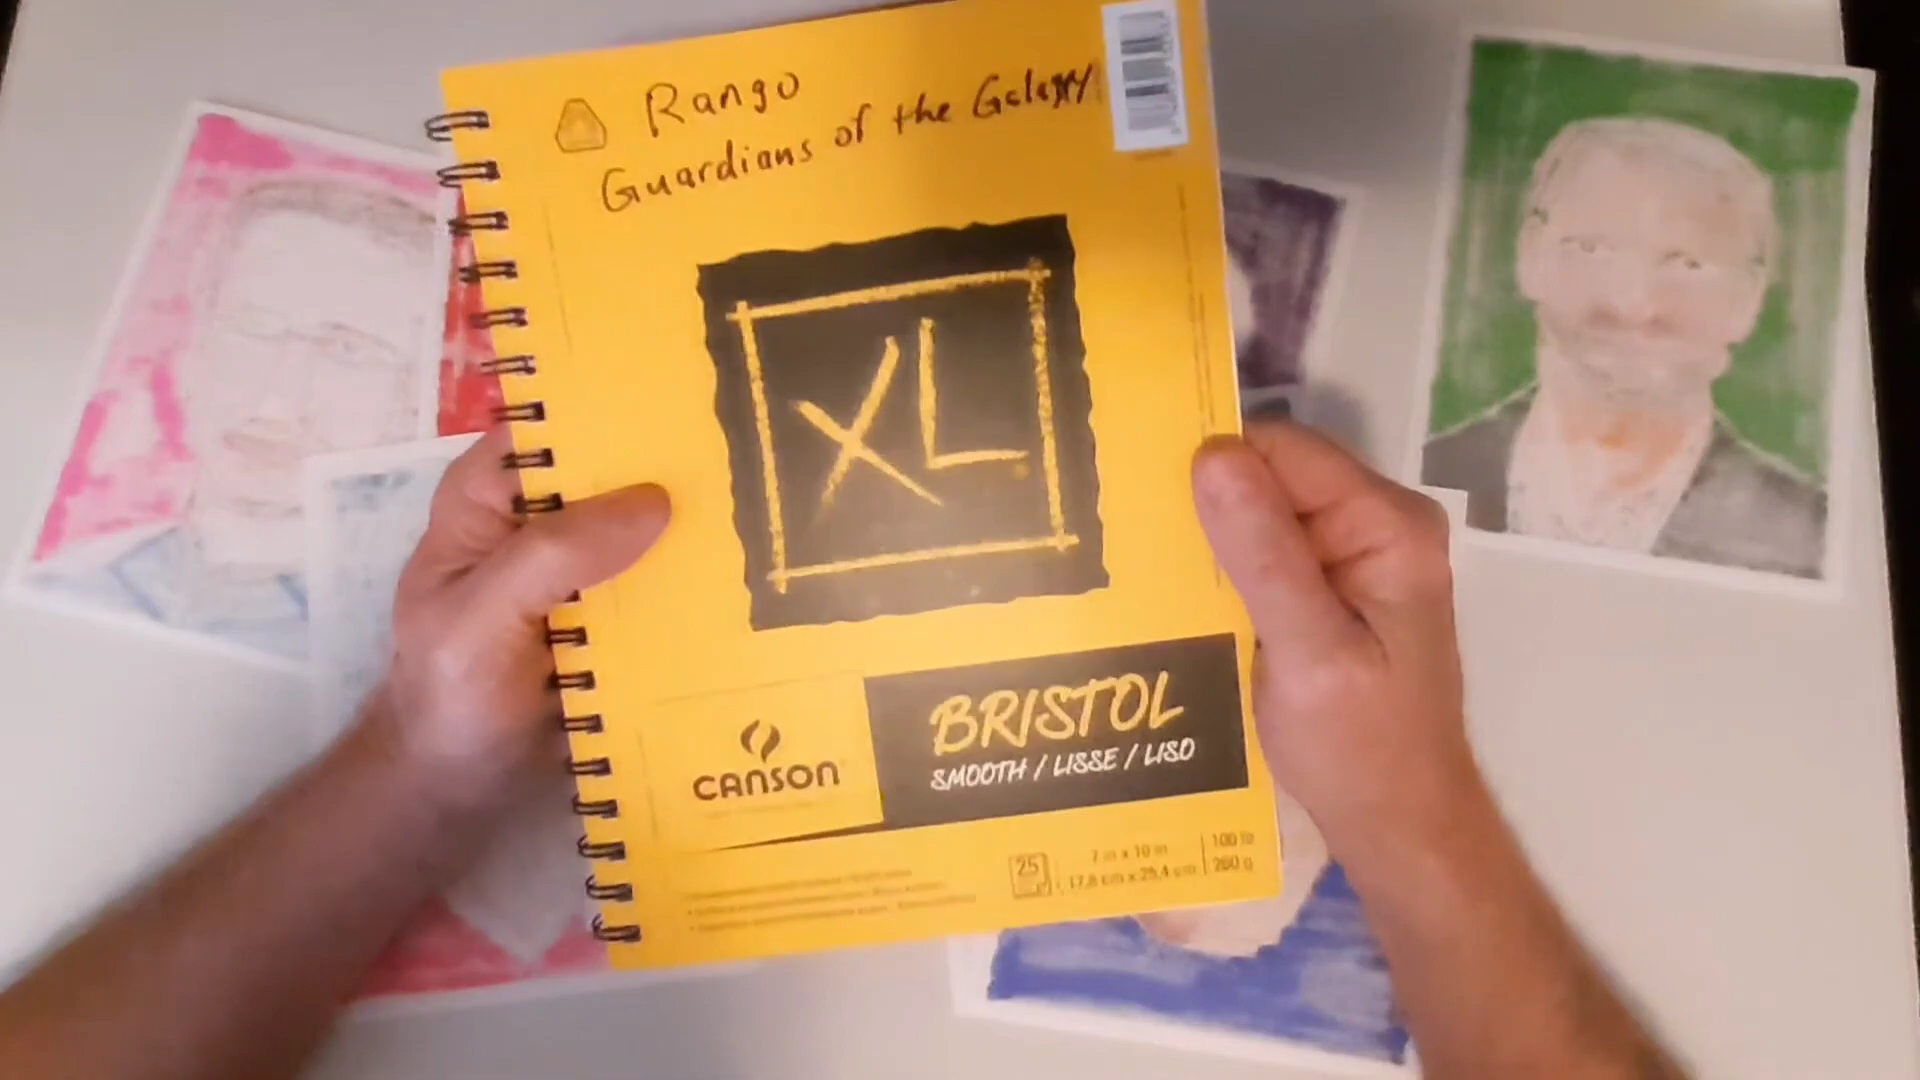 Rango
Guardians of the Galaxy
XL
CANSON
BRISTOL
SMOOTH / LISSE / LISO
25
7 in x 10 in
17,8 cm x 25,4 cm
100 lb
260 g